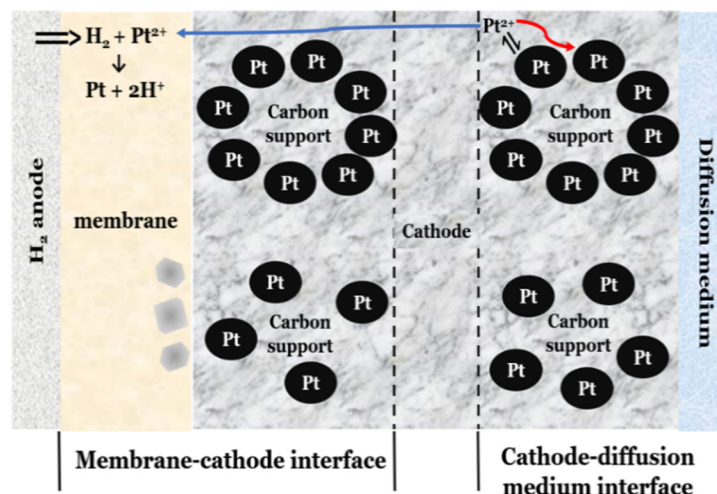 H₂ + Pt²⁺
Pt + 2H⁺
H₂ anode
membrane
Pt
Pt
Pt
Pt
Pt
Pt
Pt
Pt
Carbon
support
Pt
Pt
Pt
Pt
Carbon
support
Cathode
Pt²⁺
Pt
Pt
Pt
Pt
Pt
Pt
Pt
Pt
Carbon
support
Pt
Pt
Pt
Pt
Pt
Carbon
support
Diffusion medium
Membrane-cathode interface
Cathode-diffusion
medium interface